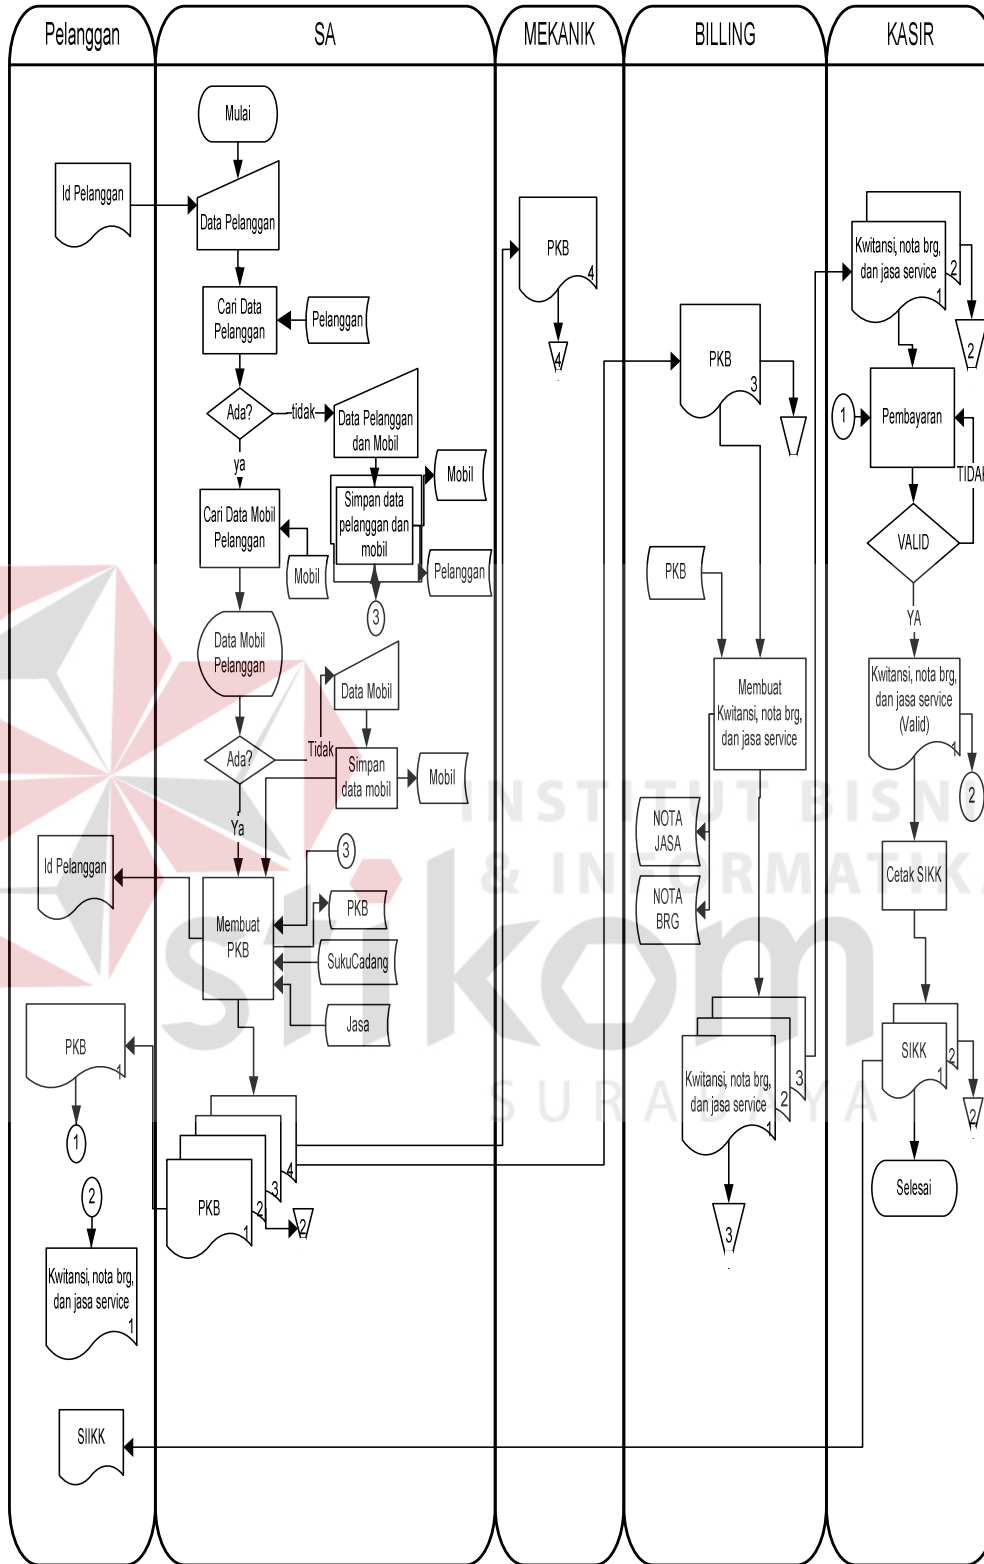 Pelanggan
SA
MEKANIK
BILLING
KASIR
Mulai
Id Pelanggan
Data Pelanggan
Cari Data
Pelanggan
Pelanggan
Ada?
tidak
Data Pelanggan
dan Mobil
ya
Cari Data Mobil
Pelanggan
Mobil
Simpan data
pelanggan dan
mobil
Mobil
Pelanggan
3
Data Mobil
Pelanggan
Data Mobil
Ada?
Tidak
Simpan
data mobil
Mobil
Ya
3
Id Pelanggan
Membuat
PKB
PKB
SukuCadang
Jasa
PKB
1
1
2
Kwitansi, nota brg,
dan jasa service
1
SIIKK
PKB
1
2
3
4
2
PKB
4
4
PKB
3
PKB
Membuat
Kwitansi, nota brg,
dan jasa service
NOTA
JASA
NOTA
BRG
Kwitansi, nota brg,
dan jasa service
1
2
3
3
Kwitansi, nota brg,
dan jasa service
1
2
2
1
Pembayaran
TIDAK
VALID
YA
Kwitansi, nota brg,
dan jasa service
(Valid)
1
2
Cetak SIKK
SIKK
1
2
2
Selesai
INSTITUT BISNI
& INFORMATIKA
stikom
SURABAYA